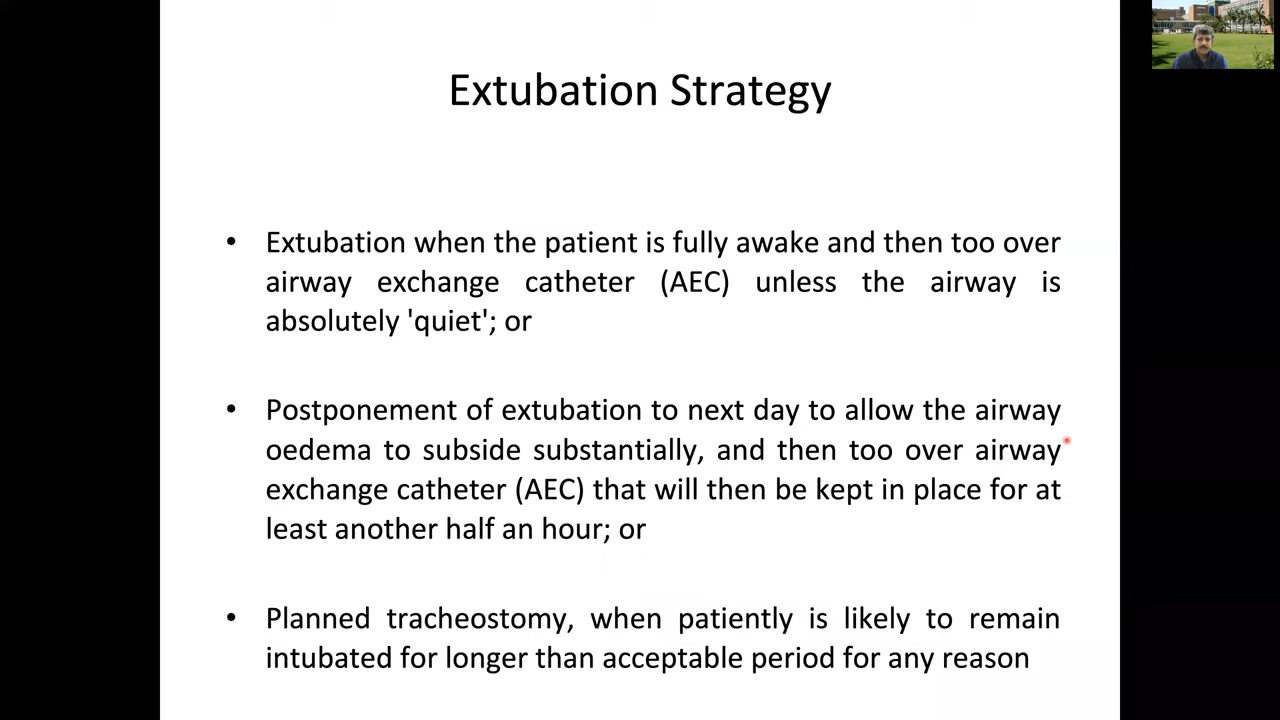 Extubation Strategy
• Extubation when the patient is fully awake and then too over
airway exchange catheter (AEC) unless the airway is
absolutely 'quiet'; or
• Postponement of extubation to next day to allow the airway
oedema to subside substantially, and then too over airway
exchange catheter (AEC) that will then be kept in place for at
least another half an hour; or
• Planned tracheostomy, when patiently is likely to remain
intubated for longer than acceptable period for any reason